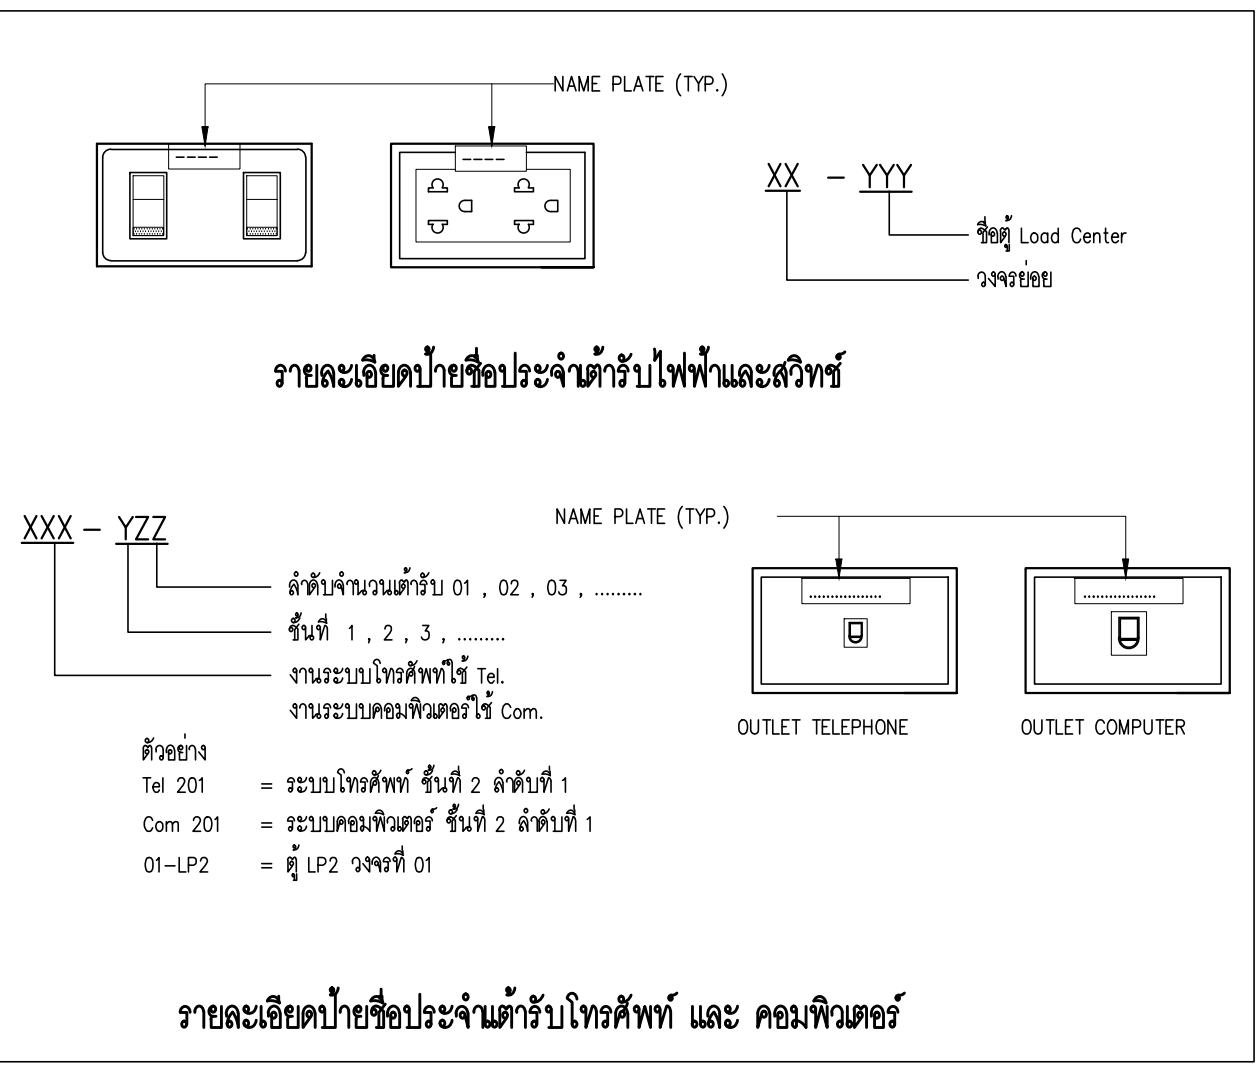 NAME PLATE (TYP.)
----
----
XX - YYY
ชื่อตู้ Load Center
วงจรย่อย
รายละเอียดป้ายชื่อประจำเต้ารับไฟฟ้าและสวิทช์
XXX - YZZ
ลำดับจำนวนเต้ารับ 01 , 02 , 03 , .........
ชั้นที่ 1 , 2 , 3 , .........
งานระบบโทรศัพท์ใช้ Tel.
งานระบบคอมพิวเตอร์ใช้ Com.
NAME PLATE (TYP.)
.................
.................
OUTLET TELEPHONE
OUTLET COMPUTER
ตัวอย่าง
Tel 201 = ระบบโทรศัพท์ ชั้นที่ 2 ลำดับที่ 1
Com 201 = ระบบคอมพิวเตอร์ ชั้นที่ 2 ลำดับที่ 1
01-LP2 = ตู้ LP2 วงจรที่ 01
รายละเอียดป้ายชื่อประจำเต้ารับโทรศัพท์ และ คอมพิวเตอร์